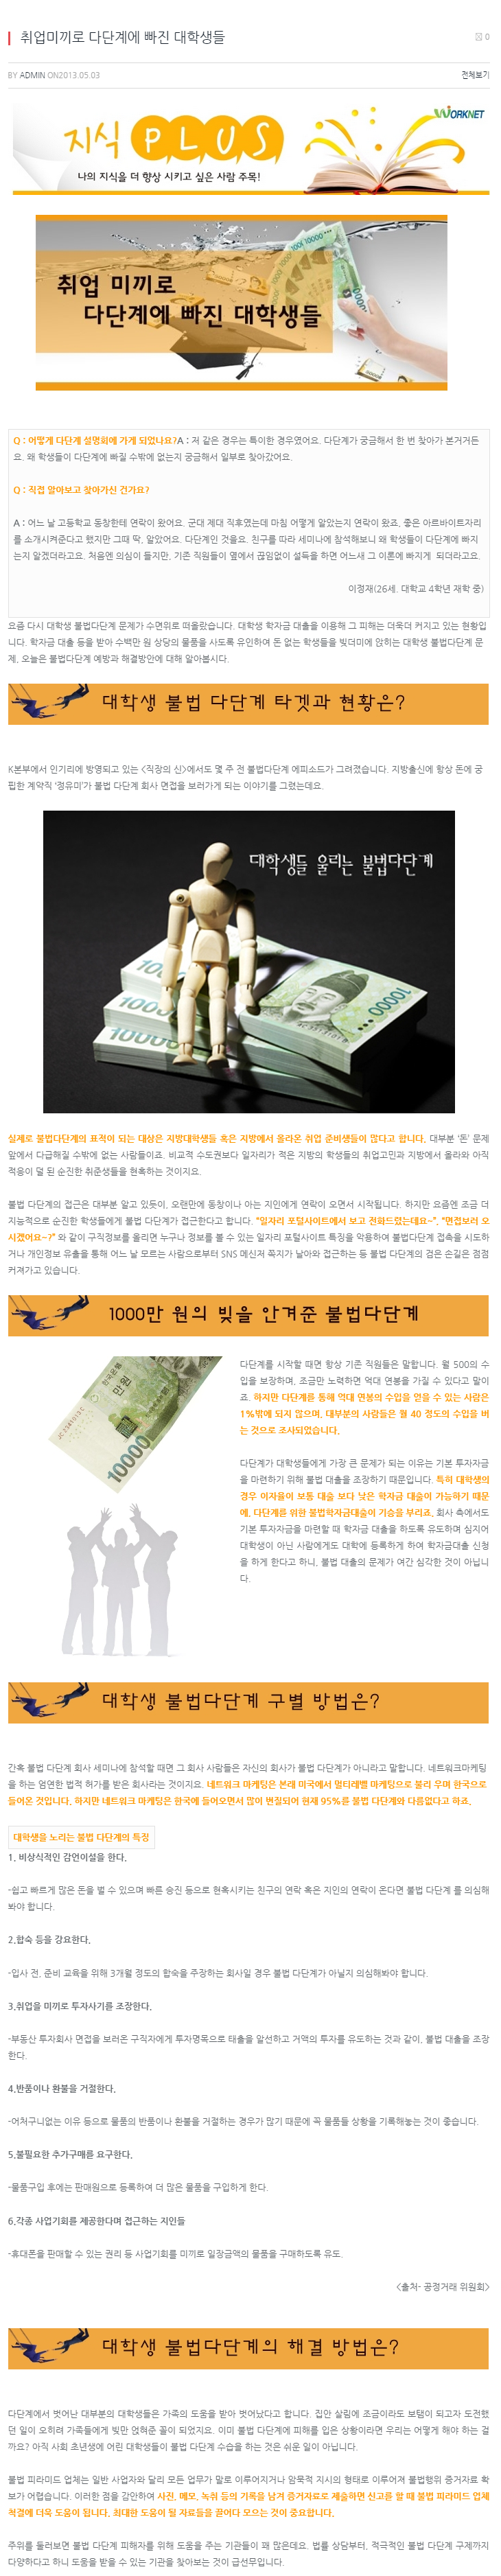 취업미끼로 다단계에 빠진 대학생들
0
BY ADMIN ON2013.05.03
전체보기
WORKNET
지식 PLUS
나의 지식을 더 향상 시키고 싶은 사람 주목!
취업 미끼로
다단계에 빠진 대학생들
Q : 어떻게 다단계 설명회에 가게 되었나요?A : 저 같은 경우는 특이한 경우였어요. 다단계가 궁금해서 한 번 찾아가 본거거든
요. 왜 학생들이 다단계에 빠질 수밖에 없는지 궁금해서 일부로 찾아갔어요.
Q : 직접 알아보고 찾아가신 건가요?
A : 어느 날 고등학교 동창한테 연락이 왔어요. 군대 제대 직후였는데 마침 어떻게 알았는지 연락이 왔죠, 좋은 아르바이트자리
를 소개시켜준다고 했지만 그때 딱, 알았어요. 다단계인 것을요. 친구를 따라 세미나에 참석해보니 왜 학생들이 다단계에 빠지
는지 알겠더라고요. 처음엔 의심이 들지만, 기존 직원들이 옆에서 끊임없이 설득을 하면 어느새 그 이론에 빠지게 되더라고요.
이정재(26세. 대학교 4학년 재학 중)
요즘 다시 대학생 불법다단계 문제가 수면위로 떠올랐습니다. 대학생 학자금 대출을 이용해 그 피해는 더욱더 커지고 있는 현황입
니다. 학자금 대출 등을 받아 수백만 원 상당의 물품을 사도록 유인하여 돈 없는 학생들을 빚더미에 앉히는 대학생 불법다단계 문
제, 오늘은 불법다단계 예방과 해결방안에 대해 알아봅시다.
대학생 불법 다단계 타겟과 현황은?
K본부에서 인기리에 방영되고 있는 <직장의 신>에서도 몇 주 전 불법다단계 에피소드가 그려졌습니다. 지방출신에 항상 돈에 궁
핍한 계약직 '정유미'가 불법 다단계 회사 면접을 보러가게 되는 이야기를 그렸는데요.
대학생들을 울리는 불법다단계
실제로 불법다단계의 표적이 되는 대상은 지방대학생들 혹은 지방에서 올라온 취업 준비생들이 많다고 합니다. 대부분 '돈' 문제
앞에서 다급해질 수밖에 없는 사람들이죠. 비교적 수도권보다 일자리가 적은 지방의 학생들의 취업고민과 지방에서 올라와 아직
적응이 덜 된 순진한 취준생들을 현혹하는 것이지요.
불법 다단계의 접근은 대부분 알고 있듯이, 오랜만에 동창이나 아는 지인에게 연락이 오면서 시작됩니다. 하지만 요즘엔 조금 더
지능적으로 순진한 학생들에게 불법 다단계가 접근한다고 합니다. "일자리 포털사이트에서 보고 전화드렸는데요~", "면접보러 오
시겠어요~?" 와 같이 구직정보를 올리면 누구나 정보를 볼 수 있는 일자리 포털사이트 특징을 악용하여 불법다단계 접촉을 시도하
거나 개인정보 유출을 통해 어느 날 모르는 사람으로부터 SNS 메신저 쪽지가 날아와 접근하는 등 불법 다단계의 검은 손길은 점점
커져가고 있습니다.
1000만 원의 빚을 안겨준 불법다단계
다단계를 시작할 때면 항상 기존 직원들은 말합니다. 월 500의 수
입을 보장하며, 조금만 노력하면 억대 연봉을 가질 수 있다고 말이
죠. 하지만 다단계를 통해 억대 연봉의 수입을 얻을 수 있는 사람은
1%밖에 되지 않으며, 대부분의 사람들은 월 40 정도의 수입을 버
는 것으로 조사되었습니다.
다단계가 대학생들에게 가장 큰 문제가 되는 이유는 기본 투자자금
을 마련하기 위해 불법 대출을 조장하기 때문입니다. 특히 대학생의
경우 이자율이 보통 대출 보다 낮은 학자금 대출이 가능하기 때문
에, 다단계를 위한 불법학자금대출이 기승을 부리죠. 회사 측에서도
기본 투자자금을 마련할 때 학자금 대출을 하도록 유도하며 심지어
대학생이 아닌 사람에게도 대학에 등록하게 하여 학자금대출 신청
을 하게 한다고 하니, 불법 대출의 문제가 여간 심각한 것이 아닙니
다.
대학생 불법다단계 구별 방법은?
간혹 불법 다단계 회사 세미나에 참석할 때면 그 회사 사람들은 자신의 회사가 불법 다단계가 아니라고 말합니다. 네트워크마케팅
을 하는 엄연한 법적 허가를 받은 회사라는 것이지요. 네트워크 마케팅은 본래 미국에서 멀티레벨 마케팅으로 불리 우며 한국으로
들어온 것입니다. 하지만 네트워크 마케팅은 한국에 들어오면서 많이 변질되어 현재 95%를 불법 다단계와 다름없다고 하죠.
대학생을 노리는 불법 다단계의 특징
1. 비상식적인 감언이설을 한다.
-쉽고 빠르게 많은 돈을 벌 수 있으며 빠른 승진 등으로 현혹시키는 친구의 연락 혹은 지인의 연락이 온다면 불법 다단계 를 의심해
봐야 합니다.
2.합숙 등을 강요한다.
-입사 전, 준비 교육을 위해 3개월 정도의 합숙을 주장하는 회사일 경우 불법 다단계가 아닐지 의심해봐야 합니다.
3.취업을 미끼로 투자사기를 조장한다.
-부동산 투자회사 면접을 보러온 구직자에게 투자명목으로 태출을 알선하고 거액의 투자를 유도하는 것과 같이, 불법 대출을 조장
한다.
4.반품이나 환불을 거절한다.
-어처구니없는 이유 등으로 물품의 반품이나 환불을 거절하는 경우가 많기 때문에 꼭 물품들 상황을 기록해놓는 것이 좋습니다.
5.불필요한 추가구매를 요구한다.
-물품구입 후에는 판매원으로 등록하여 더 많은 물품을 구입하게 한다.
6.각종 사업기회를 제공한다며 접근하는 지인들
-휴대폰을 판매할 수 있는 권리 등 사업기회를 미끼로 일장금액의 물품을 구매하도록 유도.
<출처- 공정거래 위원회>
대학생 불법다단계의 해결 방법은?
다단계에서 벗어난 대부분의 대학생들은 가족의 도움을 받아 벗어났다고 합니다. 집안 살림에 조금이라도 보탬이 되고자 도전했
던 일이 오히려 가족들에게 빚만 얹혀준 꼴이 되었지요. 이미 불법 다단계에 피해를 입은 상황이라면 우리는 어떻게 해야 하는 걸
까요? 아직 사회 초년생에 어린 대학생들이 불법 다단계 수습을 하는 것은 쉬운 일이 아닙니다.
불법 피라미드 업체는 일반 사업자와 달리 모든 업무가 말로 이루어지거나 암묵적 지시의 형태로 이루어져 불법행위 증거자료 확
보가 어렵습니다. 이러한 점을 감안하여 사진, 메모, 녹취 등의 기록을 남겨 증거자료로 제출하면 신고를 할 때 불법 피라미드 업체
척결에 더욱 도움이 됩니다. 최대한 도움이 될 자료들을 끌어다 모으는 것이 중요합니다.
주위를 둘러보면 불법 다단계 피해자를 위해 도움을 주는 기관들이 꽤 많은데요. 법률 상담부터, 적극적인 불법 다단계 구제까지
다양하다고 하니 도움을 받을 수 있는 기관을 찾아보는 것이 급선무입니다.